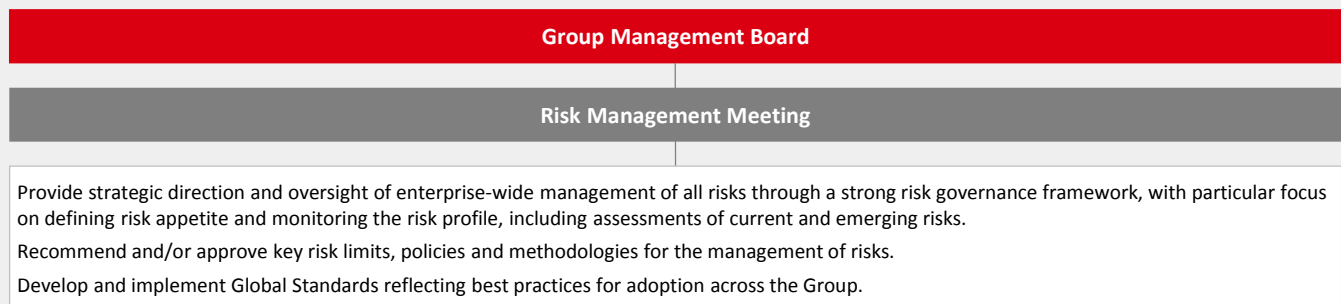 Group Management Board
Risk Management Meeting
Provide strategic direction and oversight of enterprise-wide management of all risks through a strong risk governance framework, with particular focus
on defining risk appetite and monitoring the risk profile, including assessments of current and emerging risks.
Recommend and/or approve key risk limits, policies and methodologies for the management of risks.
Develop and implement Global Standards reflecting best practices for adoption across the Group.